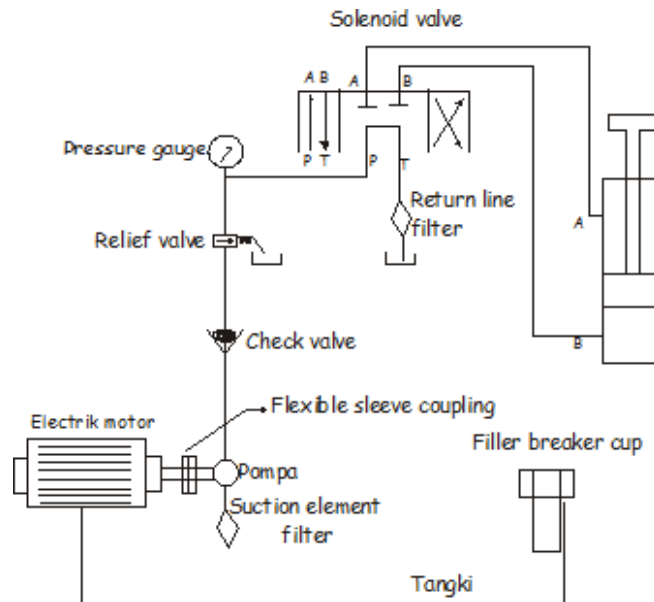 Solenoid valve
A B
A
B
Pressure gauge
P T
P
T
Return line
filter
A
Relief valve
Check valve
B
Flexible sleeve coupling
Electrik motor
Filler breaker cup
Pompa
Suction element
filter
Tangki